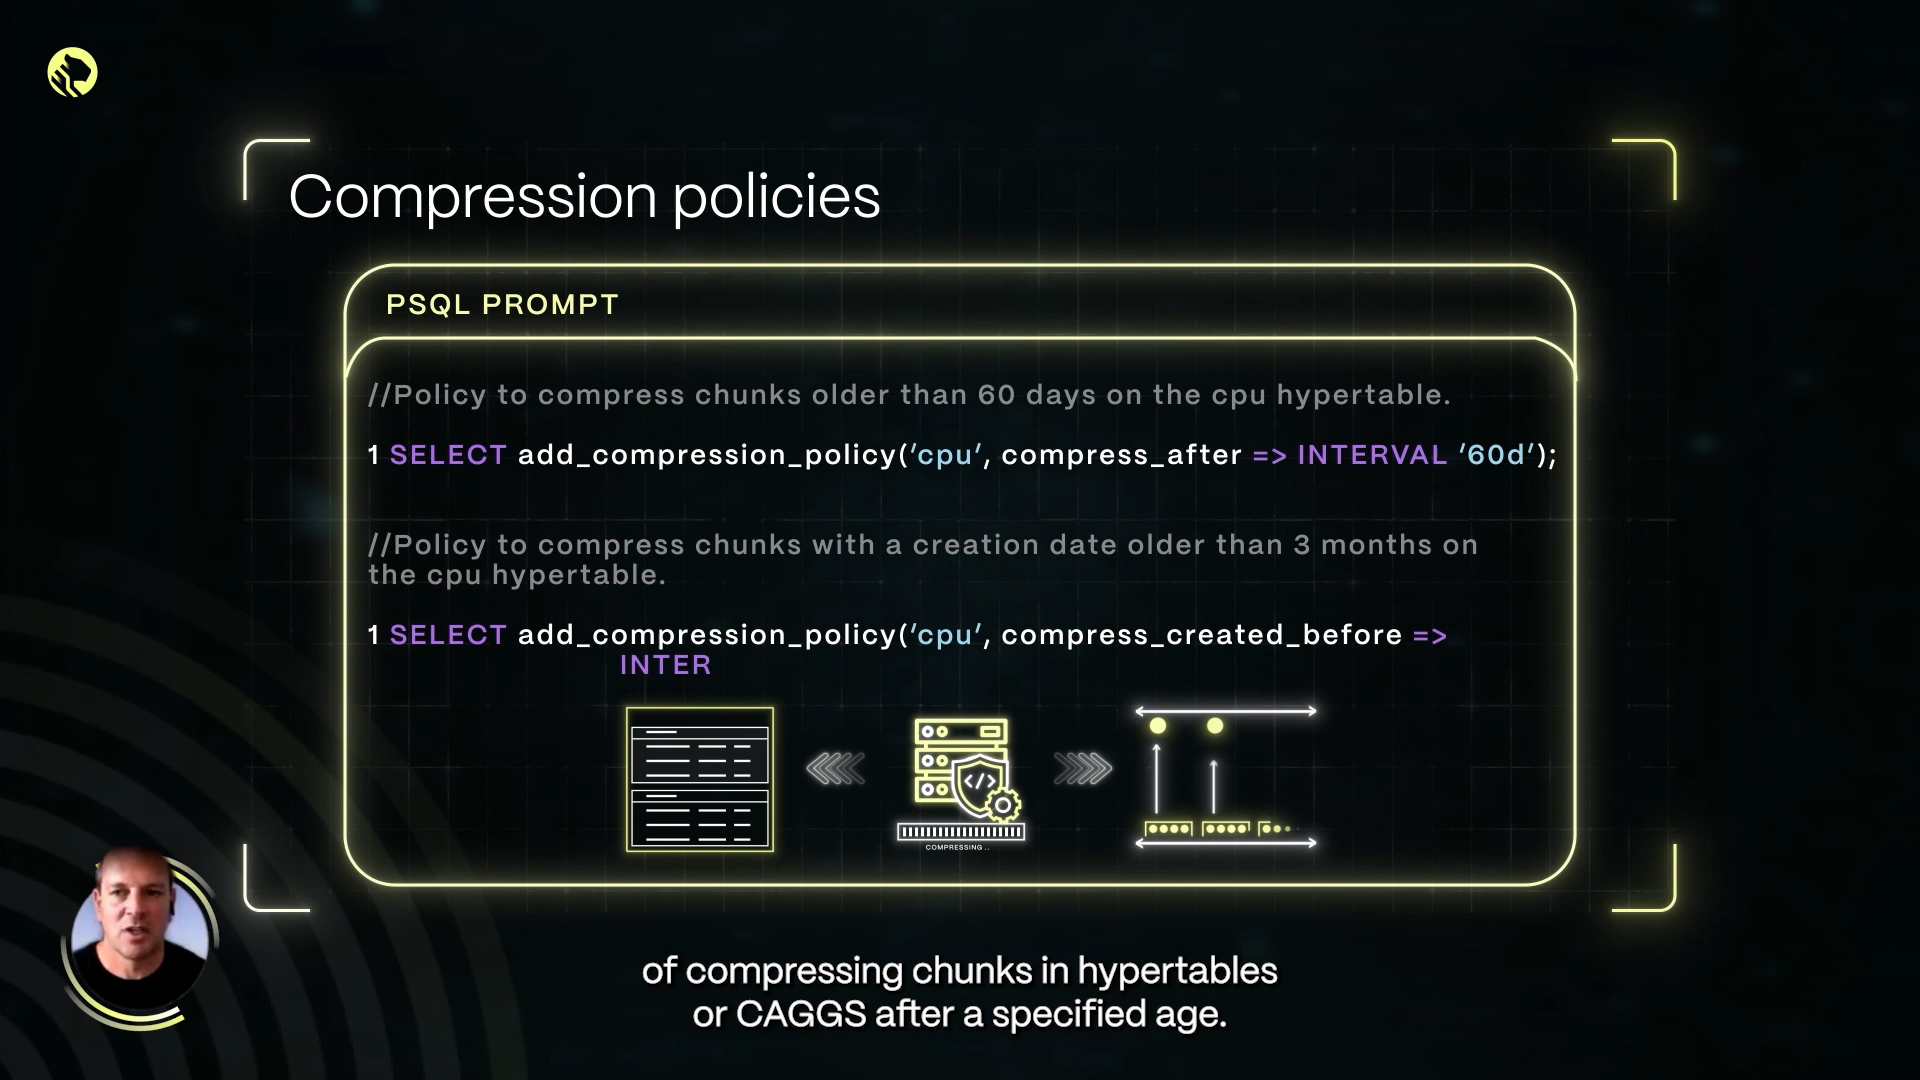 Compression policies
PSQL PROMPT
//Policy to compress chunks older than 60 days on the cpu hypertable.
1 SELECT add_compression_policy(‘cpu’, compress_after => INTERVAL ‘60d’);
//Policy to compress chunks with a creation date older than 3 months on
the cpu hypertable.
1 SELECT add_compression_policy(‘cpu’, compress_created_before =>
INTER
</>
COMPRESSING ..
of compressing chunks in hypertables
or CAGGS after a specified age.